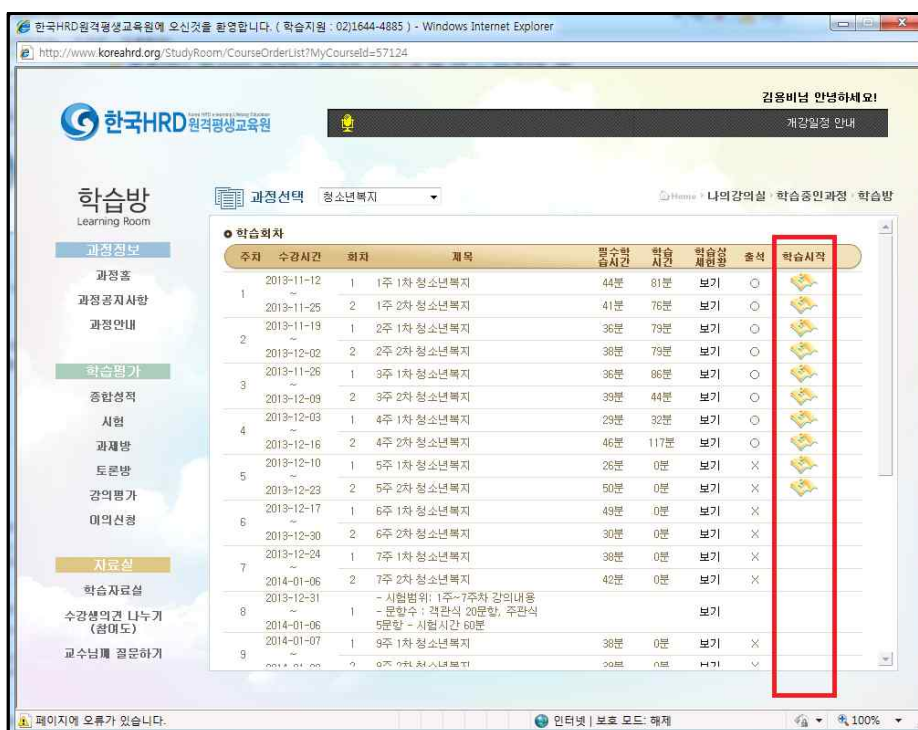 한국HRD원격평생교육원에 오신것을 환영합니다. ( 학습지원 : 02)1644-4885 ) - Windows Internet Explorer
http://www.koreahrd.org/StudyRoom/CourseOrderList?MyCourseId=57124
김용비님 안녕하세요!
한국HRD 원격평생교육원
개강일정 안내
학습방
Learning Room
과정선택 청소년복지
Home 나의강의실 학습중인과정 학습방
과정정보
과정홈
과정공지사항
과정안내
학습평가
종합성적
시험
과제방
토론방
강의평가
이의신청
자료실
학습자료실
수강생의견 나누기
(참여도)
교수님께 질문하기
학습회차
주차 수강시간 회차 제목 필수학습시간 학습시간 학습상세현황 출석 학습시작
1 2013-11-12 ~ 2013-11-25
1 1주 1차 청소년복지 44분 81분 보기 ○
2 1주 2차 청소년복지 41분 76분 보기 ○
2 2013-11-19 ~ 2013-12-02
1 2주 1차 청소년복지 36분 79분 보기 ○
2 2주 2차 청소년복지 38분 79분 보기 ○
3 2013-11-26 ~ 2013-12-09
1 3주 1차 청소년복지 36분 86분 보기 ○
2 3주 2차 청소년복지 39분 44분 보기 ○
4 2013-12-03 ~ 2013-12-16
1 4주 1차 청소년복지 29분 32분 보기 ○
2 4주 2차 청소년복지 46분 117분 보기 ○
5 2013-12-10 ~ 2013-12-23
1 5주 1차 청소년복지 26분 0분 보기 X
2 5주 2차 청소년복지 50분 0분 보기 X
6 2013-12-17 ~ 2013-12-30
1 6주 1차 청소년복지 49분 0분 보기 X
2 6주 2차 청소년복지 30분 0분 보기 X
7 2013-12-24 ~ 2014-01-06
1 7주 1차 청소년복지 38분 0분 보기 X
2 7주 2차 청소년복지 42분 0분 보기 X
8 2013-12-31 ~ 2014-01-06
1 - 시험범위: 1주~7주차 강의내용
- 문항수 : 객관식 20문항, 주관식
5문항 - 시험시간 60분
보기
9 2014-01-07 ~
1 9주 1차 청소년복지 38분 0분 보기 X
2 9주 2차 청소년복지
페이지에 오류가 있습니다.
인터넷 | 보호 모드: 해제
100%